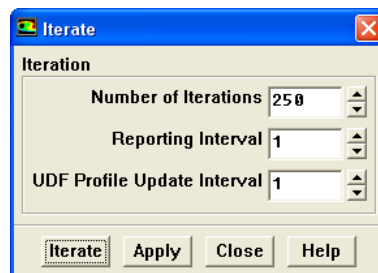 Iterate
Iteration
Number of Iterations 250
Reporting Interval 1
UDF Profile Update Interval 1
Iterate Apply Close Help